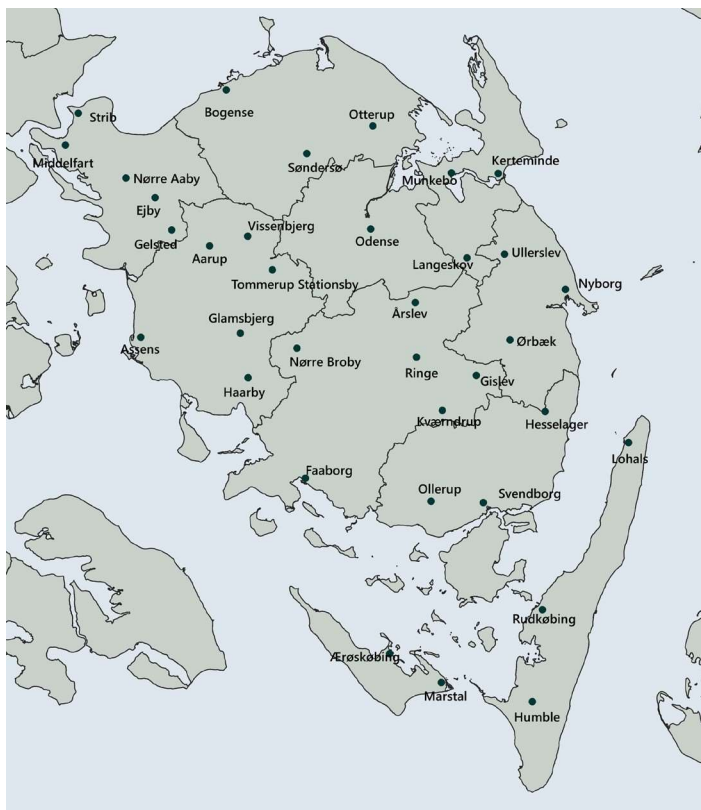 Bogense
Strib
Otterup
Middelfart
Søndersø
Kerteminde
Nørre Aaby
Munkebo
Ejby
Vissenbjerg
Gelsted
Odense
Aarup
Ullerslev
Langeskov
Tommerup Stationsby
Nyborg
Glamsbjerg
Årslev
Assens
Ørbæk
Nørre Broby
Ringe
Gislev
Haarby
Kværndrup
Hesselager
Lohals
Faaborg
Ollerup
Svendborg
Rudkøbing
Ærøskøbing
Marstal
Humble